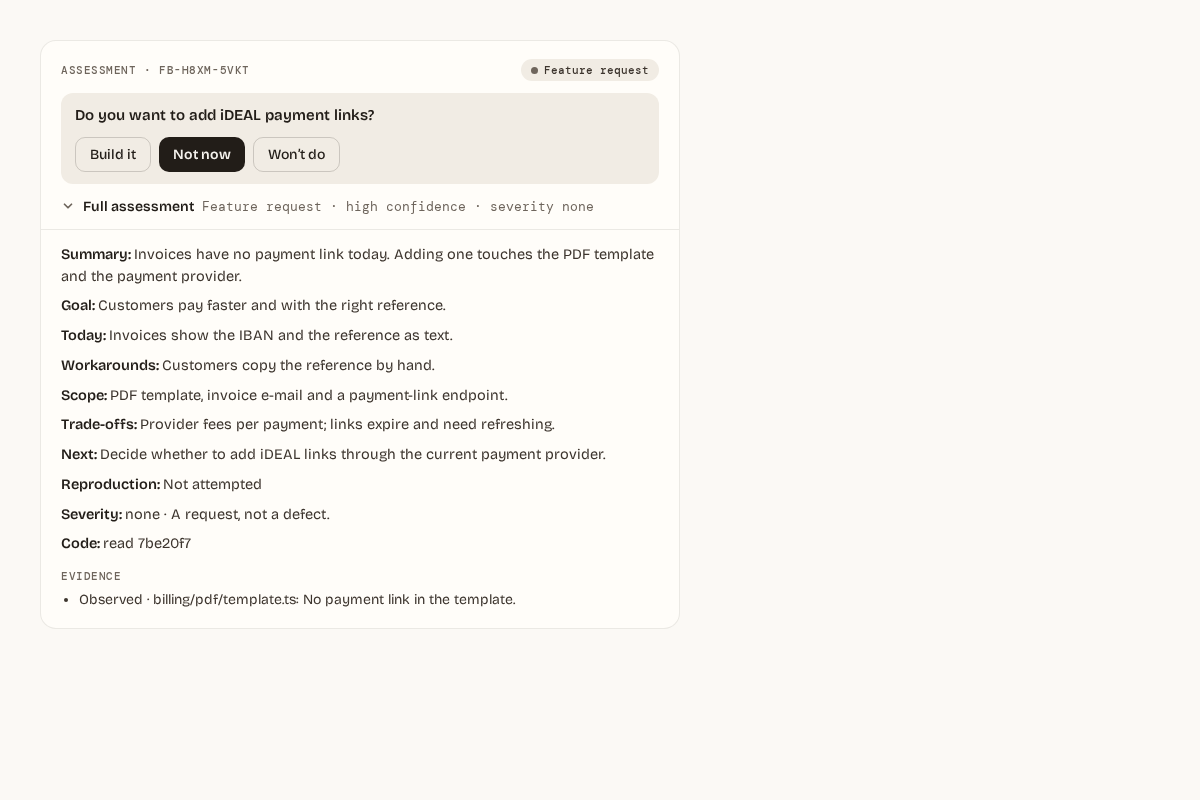 ASSESSMENT · FB-H8XM-5VKT
Feature request
Do you want to add iDEAL payment links?
Build it
Not now
Won't do
Full assessment Feature request · high confidence · severity none
Summary: Invoices have no payment link today. Adding one touches the PDF template
and the payment provider.
Goal: Customers pay faster and with the right reference.
Today: Invoices show the IBAN and the reference as text.
Workarounds: Customers copy the reference by hand.
Scope: PDF template, invoice e-mail and a payment-link endpoint.
Trade-offs: Provider fees per payment; links expire and need refreshing.
Next: Decide whether to add iDEAL links through the current payment provider.
Reproduction: Not attempted
Severity: none · A request, not a defect.
Code: read 7be20f7
EVIDENCE
• Observed · billing/pdf/template.ts: No payment link in the template.